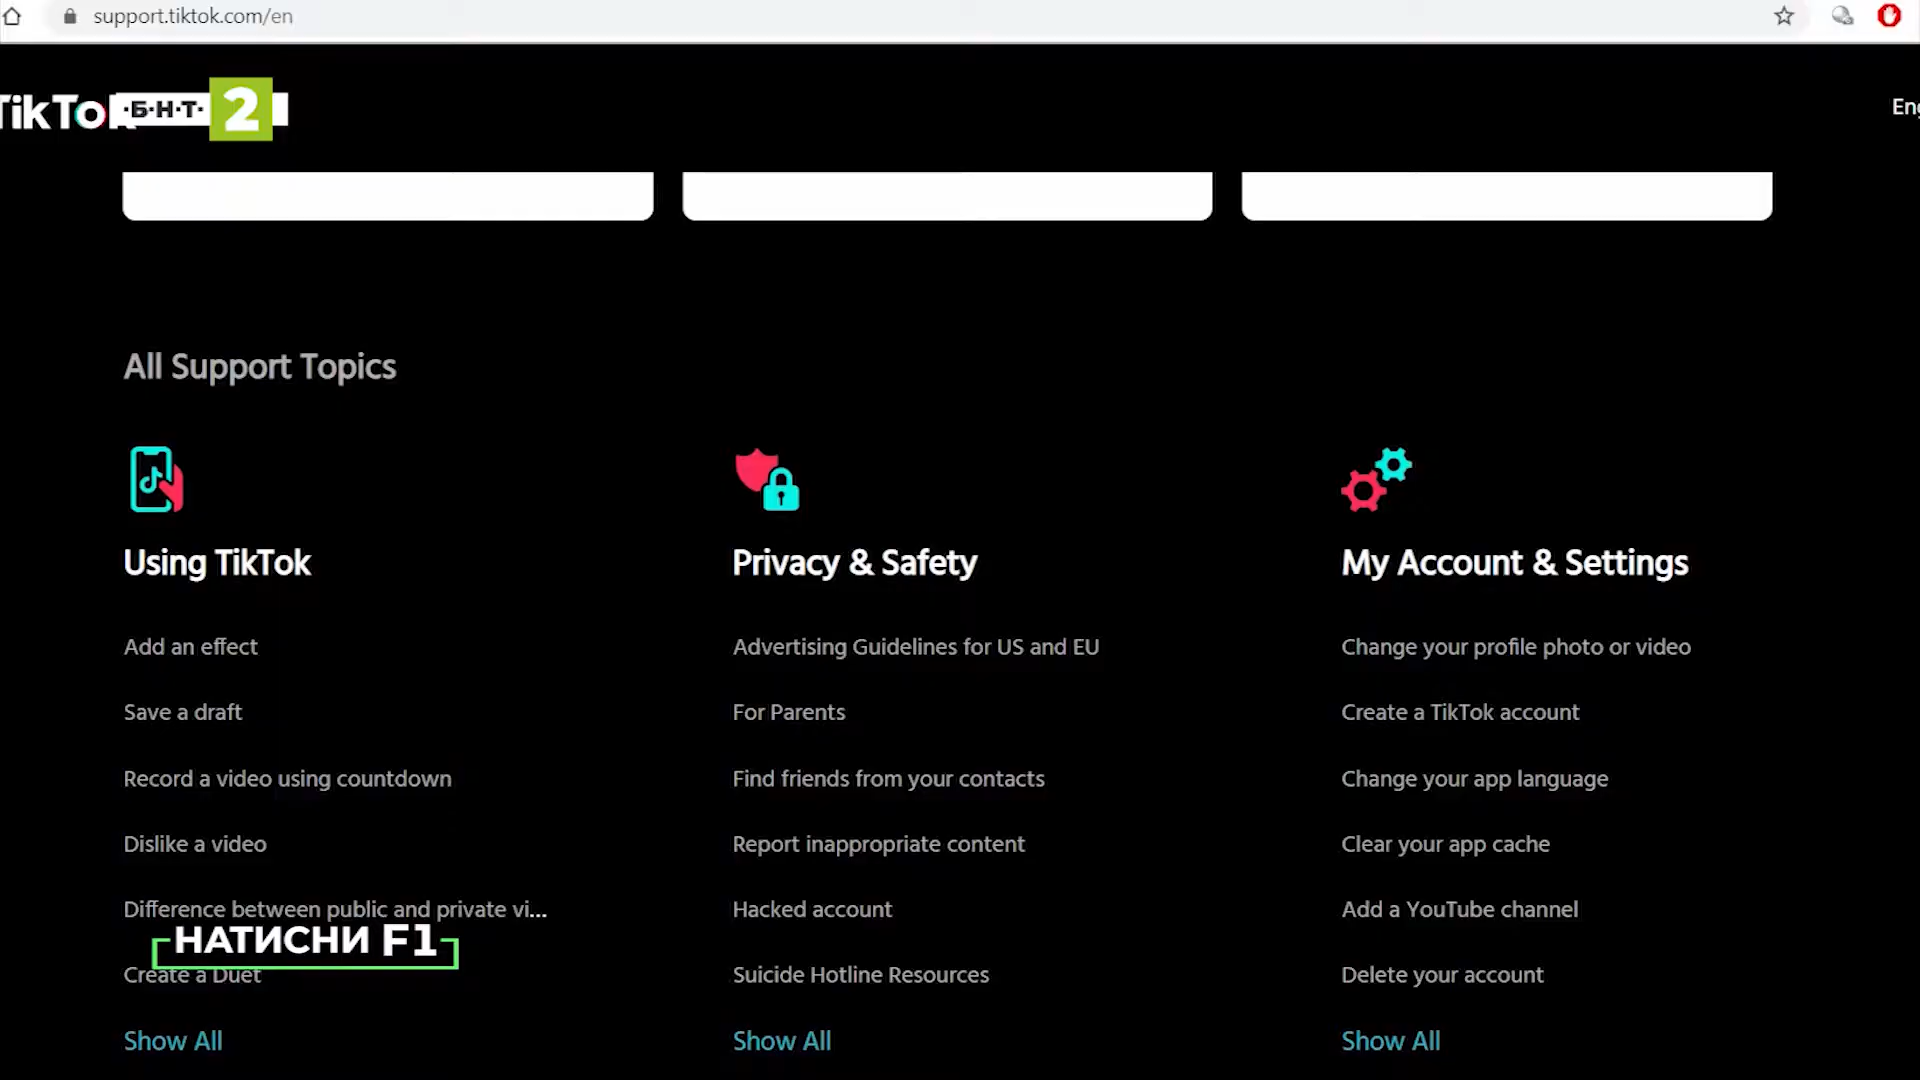 support.tiktok.com/en
TikTok
·Б·Н·Т· 2
Eng
All Support Topics
Using TikTok
Add an effect
Save a draft
Record a video using countdown
Dislike a video
Difference between public and private vi...
НАТИСНИ F1
Create a Duet
Show All
Privacy & Safety
Advertising Guidelines for US and EU
For Parents
Find friends from your contacts
Report inappropriate content
Hacked account
Suicide Hotline Resources
Show All
My Account & Settings
Change your profile photo or video
Create a TikTok account
Change your app language
Clear your app cache
Add a YouTube channel
Delete your account
Show All